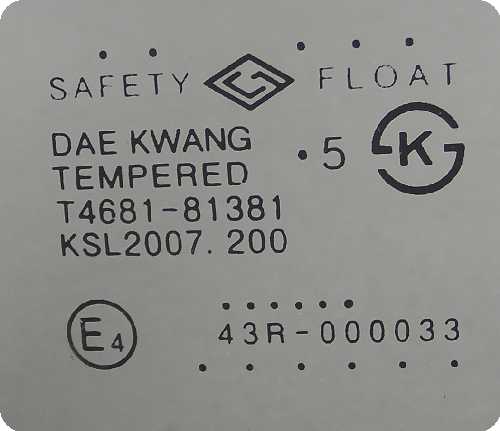 SAFETY FLOAT
DAE KWANG
TEMPERED
T4681-81381
KSL2007.200
.5 K
E4
43R-000033